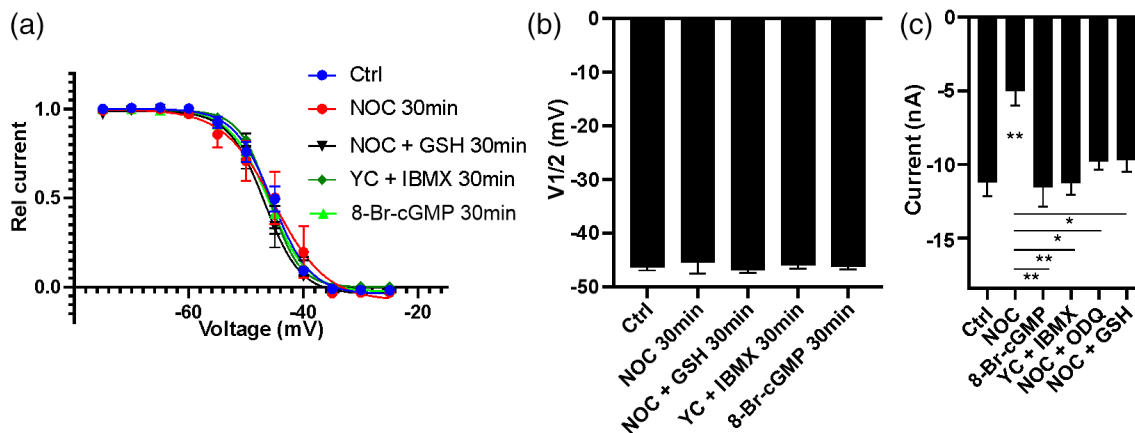 (a)
Rel current
1.0
0.5
0.0
-60
-40
-20
Voltage (mV)
Ctrl
NOC 30min
NOC + GSH 30min
YC + IBMX 30min
8-Br-cGMP 30min
(b)
V1/2 (mV)
0
-10
-20
-30
-40
-50
Ctrl
NOC 30min
NOC + GSH 30min
YC + IBMX 30min
8-Br-cGMP 30min
(c)
Current (nA)
0
-5
-10
-15
**
*
*
**
**
Ctrl
NOC
8-Br-cGMP
YC + IBMX
NOC + ODQ
NOC + GSH